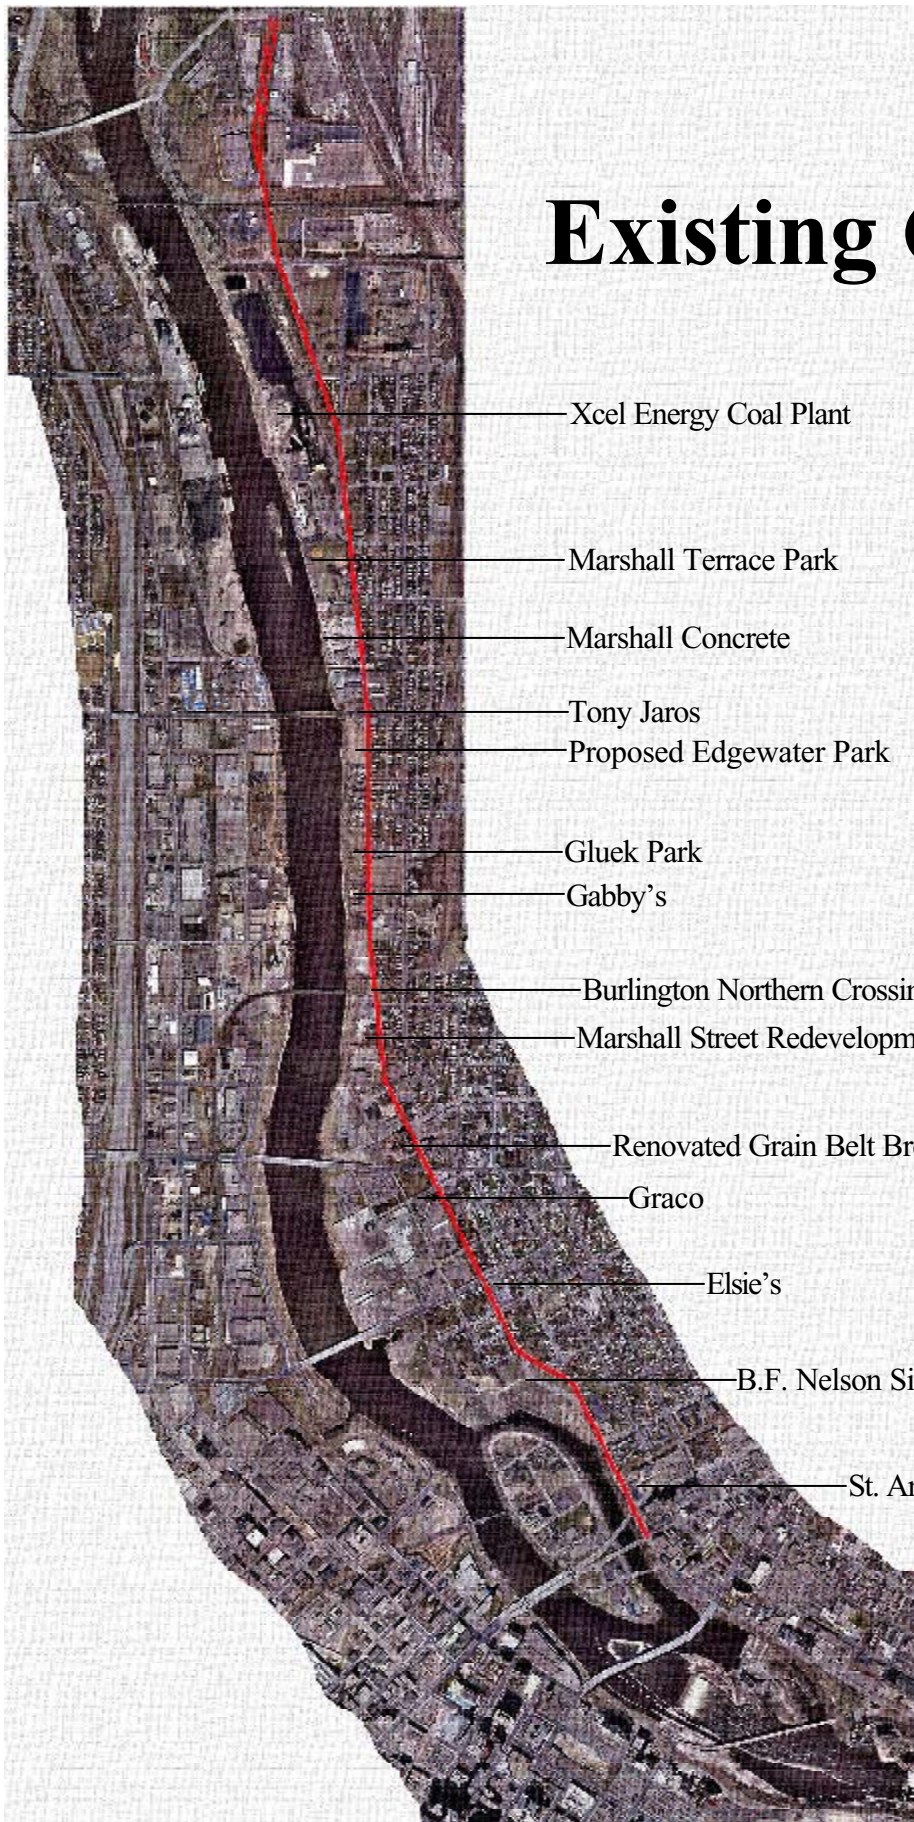 Existing
Xcel Energy Coal Plant
Marshall Terrace Park
Marshall Concrete
Tony Jaros
Proposed Edgewater Park
Gluek Park
Gabby's
Burlington Northern
Marshall Street
Renovated Grain Belt
Graco
Elsie's
B.F. Nelson
St.